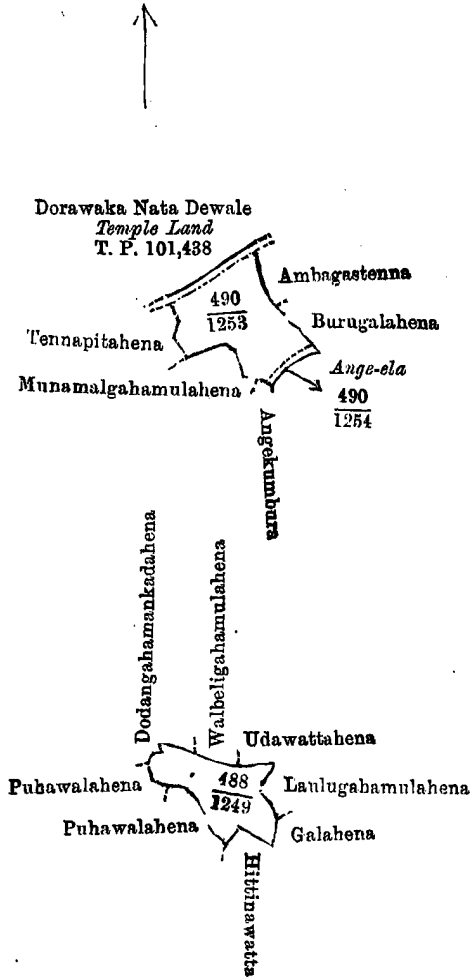 Dorawaka Nata Dewale
Temple Land
T. P. 101,438
Ambagastenna
490
1253
Burugalahena
Tennapitahena
Ange-ela
Munamalgahamulahena
490
1254
Angekumbura
Dodangahamankadahena
Walbeligahamulahena
Udawattahena
Puhawalahena
488
1249
Laulugahamulahena
Puhawalahena
Galahena
Hittinawatta